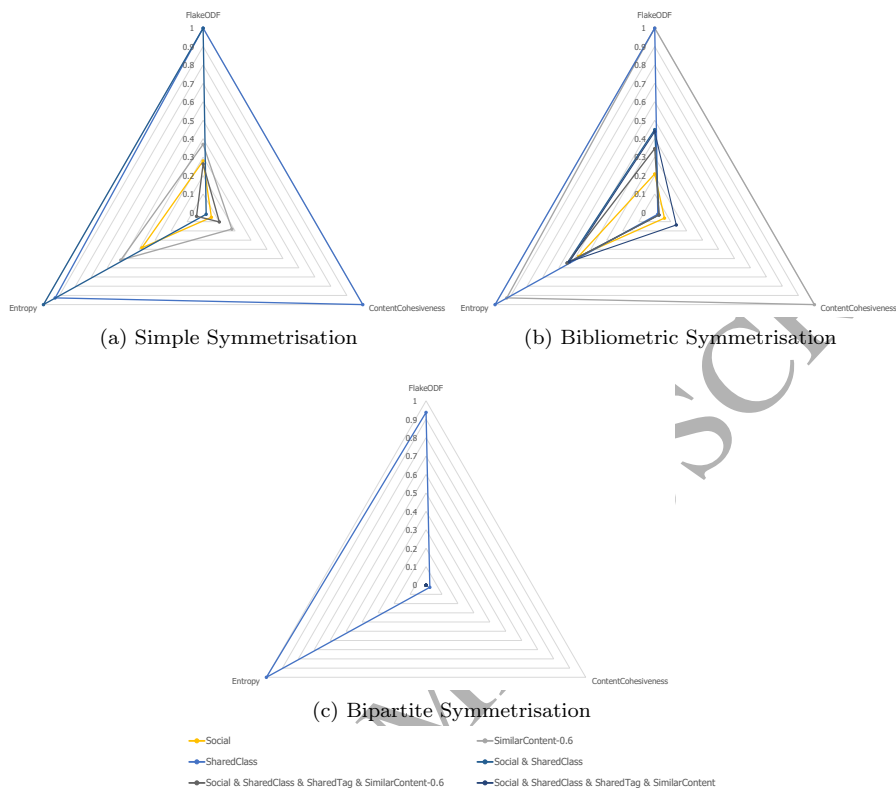 FlakeODF
1
0.9
0.8
0.7
0.6
0.5
0.4
0.3
0.2
0.1
0
Entropy
ContentCohesiveness
(a) Simple Symmetrisation
FlakeODF
1
0.9
0.8
0.7
0.6
0.5
0.4
0.3
0.2
0.1
0
Entropy
ContentCohesiveness
(b) Bibliometric Symmetrisation
FlakeODF
1
0.9
0.8
0.7
0.6
0.5
0.4
0.3
0.2
0.1
0
Entropy
ContentCohesiveness
(c) Bipartite Symmetrisation
Social
SimilarContent-0.6
SharedClass
Social & SharedClass
Social & SharedClass & SharedTag & SimilarContent-0.6
Social & SharedClass & SharedTag & SimilarContent